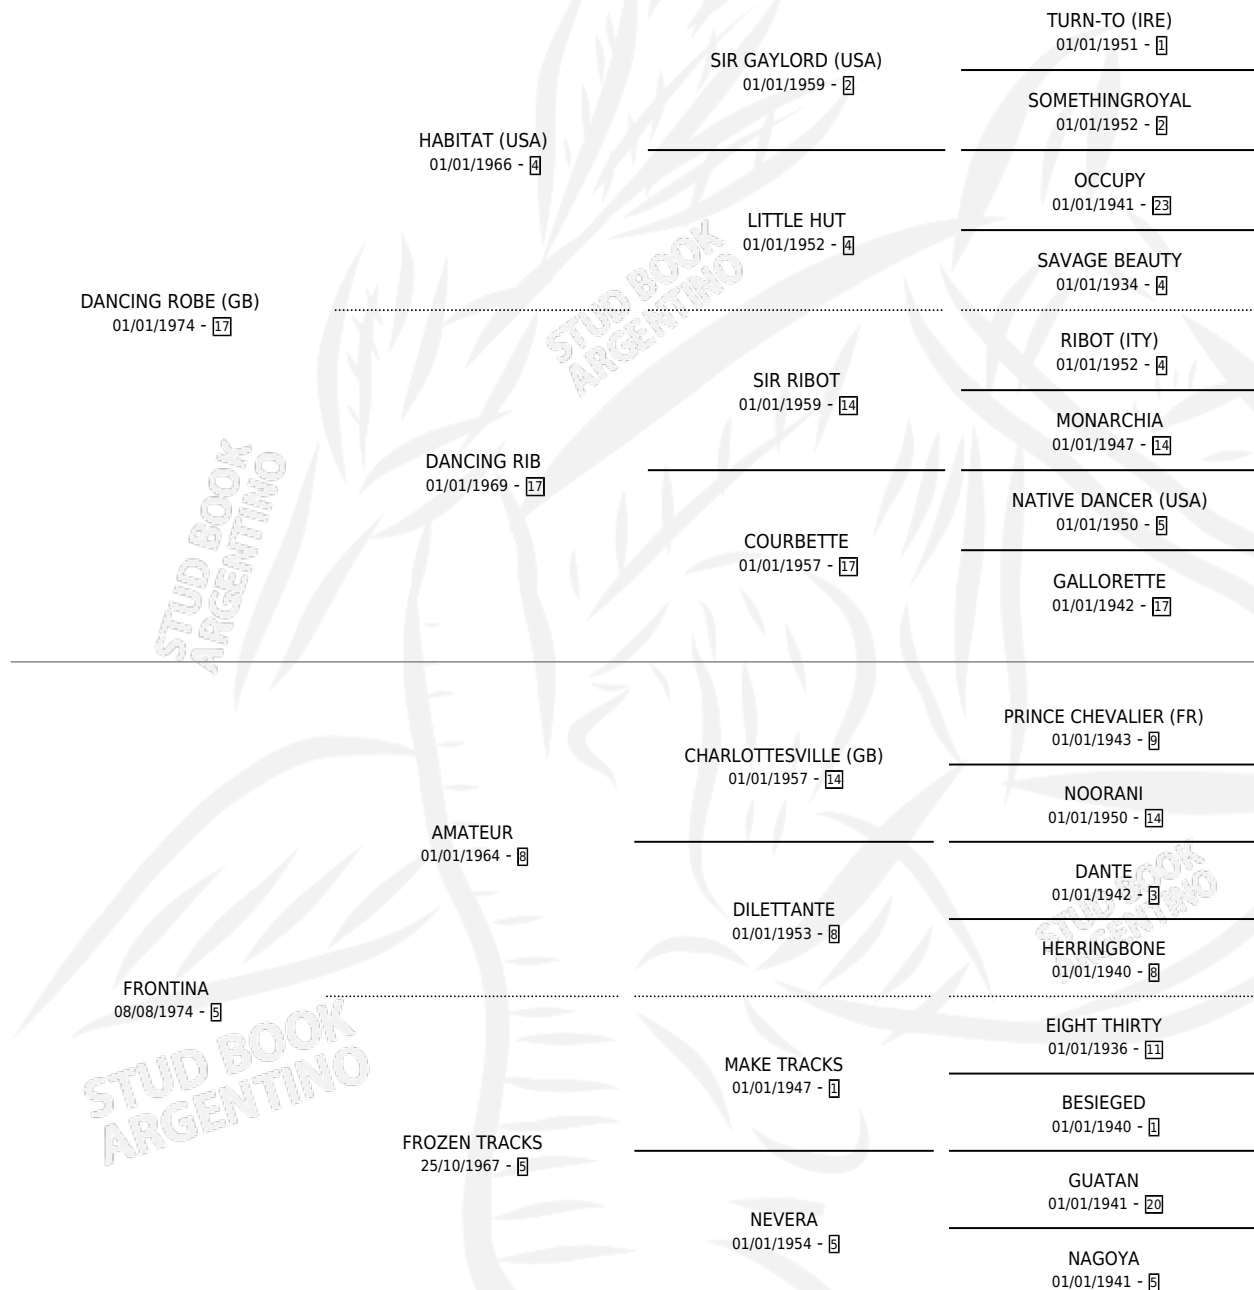 TURN-TO (IRE)
01/01/1951 - 1
SIR GAYLORD (USA)
01/01/1959 - 2
SOMETHINGROYAL
01/01/1952 - 2
HABITAT (USA)
01/01/1966 - 4
OCCUPY
01/01/1941 - 23
LITTLE HUT
01/01/1952 - 4
SAVAGE BEAUTY
01/01/1934 - 4
DANCING ROBE (GB)
01/01/1974 - 17
RIBOT (ITY)
01/01/1952 - 4
SIR RIBOT
01/01/1959 - 14
MONARCHIA
01/01/1947 - 14
DANCING RIB
01/01/1969 - 17
NATIVE DANCER (USA)
01/01/1950 - 5
COURBETTE
01/01/1957 - 17
GALLORETTE
01/01/1942 - 17
PRINCE CHEVALIER (FR)
01/01/1943 - 9
CHARLOTTESVILLE (GB)
01/01/1957 - 14
NOORANI
01/01/1950 - 14
AMATEUR
01/01/1964 - 8
DANTE
01/01/1942 - 3
DILETTANTE
01/01/1953 - 8
HERRINGBONE
01/01/1940 - 8
FRONTINA
08/08/1974 - 5
EIGHT THIRTY
01/01/1936 - 11
MAKE TRACKS
01/01/1947 - 1
BESIEGED
01/01/1940 - 1
FROZEN TRACKS
25/10/1967 - 5
GUATAN
01/01/1941 - 20
NEVERA
01/01/1954 - 5
NAGOYA
01/01/1941 - 5
STUD BOOK
ARGENTINO
STUD BOOK
ARGENTINO
STUD BOOK
ARGENTINO
STUD BOOK
ARGENTINO